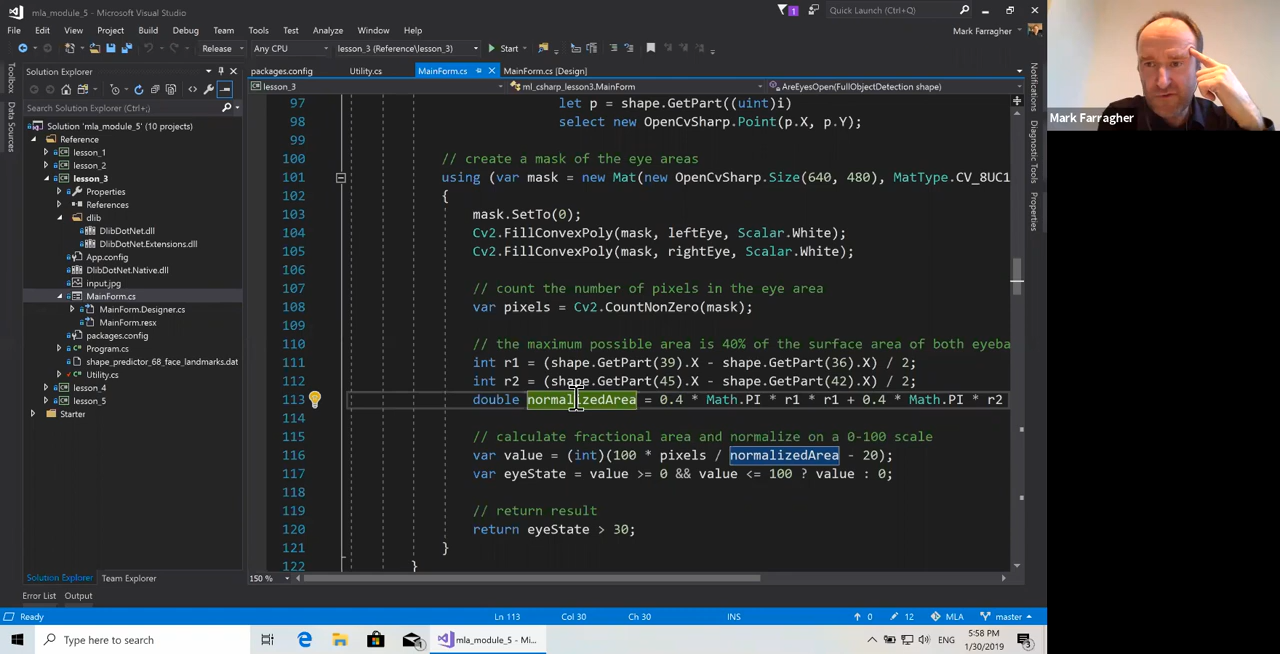 mla_module_5 - Microsoft Visual Studio
1
Quick Launch (Ctrl+Q)
File Edit View Project Build Debug Team Tools Test Analyze Window Help
Mark Farragher
Release Any CPU lesson_3 (Reference\lesson_3) Start
Toolbox
Data Sources
Solution Explorer
Search Solution Explorer (Ctrl+;)
Solution 'mla_module_5' (10 projects)
Reference
lesson_1
lesson_2
lesson_3
Properties
References
dlib
DlibDotNet.dll
DlibDotNet.Extensions.dll
App.config
DlibDotNet.Native.dll
input.jpg
MainForm.cs
MainForm.Designer.cs
MainForm.resx
packages.config
Program.cs
shape_predictor_68_face_landmarks.dat
Utility.cs
lesson_4
lesson_5
Starter
Solution Explorer Team Explorer
packages.config Utility.cs MainForm.cs MainForm.cs [Design]
lesson_3 ml_csharp_lesson3.MainForm AreEyesOpen(FullObjectDetection shape)
97 let p = shape.GetPart((uint)i)
98 select new OpenCvSharp.Point(p.X, p.Y);
99
100 // create a mask of the eye areas
101 using (var mask = new Mat(new OpenCvSharp.Size(640, 480), MatType.CV_8UC1
102 {
103 mask.SetTo(0);
104 Cv2.FillConvexPoly(mask, leftEye, Scalar.White);
105 Cv2.FillConvexPoly(mask, rightEye, Scalar.White);
106
107 // count the number of pixels in the eye area
108 var pixels = Cv2.CountNonZero(mask);
109
110 // the maximum possible area is 40% of the surface area of both eyeba
111 int r1 = (shape.GetPart(39).X - shape.GetPart(36).X) / 2;
112 int r2 = (shape.GetPart(45).X - shape.GetPart(42).X) / 2;
113 double normalizedArea = 0.4 * Math.PI * r1 * r1 + 0.4 * Math.PI * r2
114
115 // calculate fractional area and normalize on a 0-100 scale
116 var value = (int)(100 * pixels / normalizedArea - 20);
117 var eyeState = value >= 0 && value <= 100 ? value : 0;
118
119 // return result
120 return eyeState > 30;
121 }
122 }
150 %
Notifications
Diagnostic Tools
Properties
Mark Farragher
Error List Output
Ready Ln 113 Col 30 Ch 30 INS 0 12 MLA master
Type here to search
1
mla_module_5 - Mi...
ENG
5:58 PM
1/30/2019
3